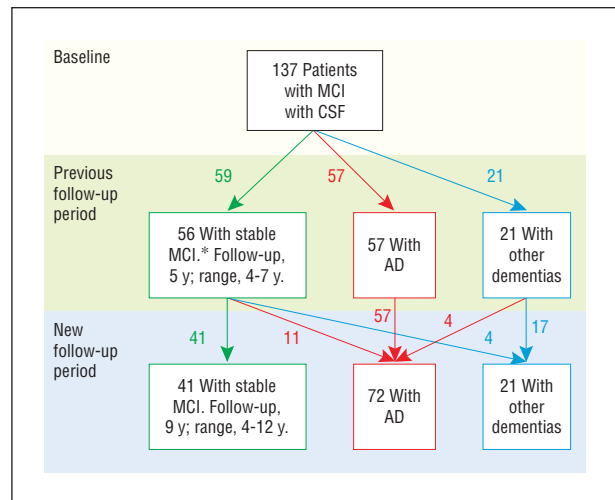 Baseline
137 Patients
with MCI
with CSF
Previous
follow-up
period
59
57
21
56 With stable
MCI.* Follow-up,
5 y; range, 4-7 y.
57 With
AD
21 With
other
dementias
New
follow-up
period
41
11
57
4
4
17
41 With stable
MCI. Follow-up,
9 y; range, 4-12 y.
72 With
AD
21 With
other
dementias